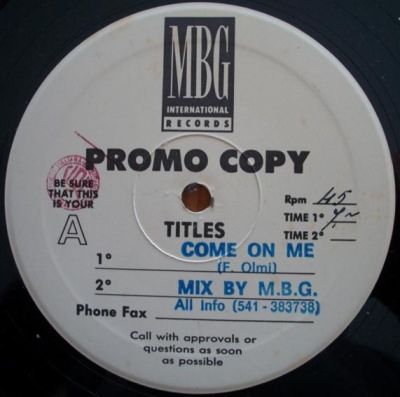 MBG
INTERNATIONAL
RECORDS
PROMO COPY
BE SURE
THAT THIS
IS YOUR
A
Rpm 45
TIME 1°
TIME 2°
TITLES
1° COME ON ME
(F. Olmi)
2° MIX BY M.B.G.
Phone Fax All Info (541 - 383738)
Call with approvals or
questions as soon
as possible